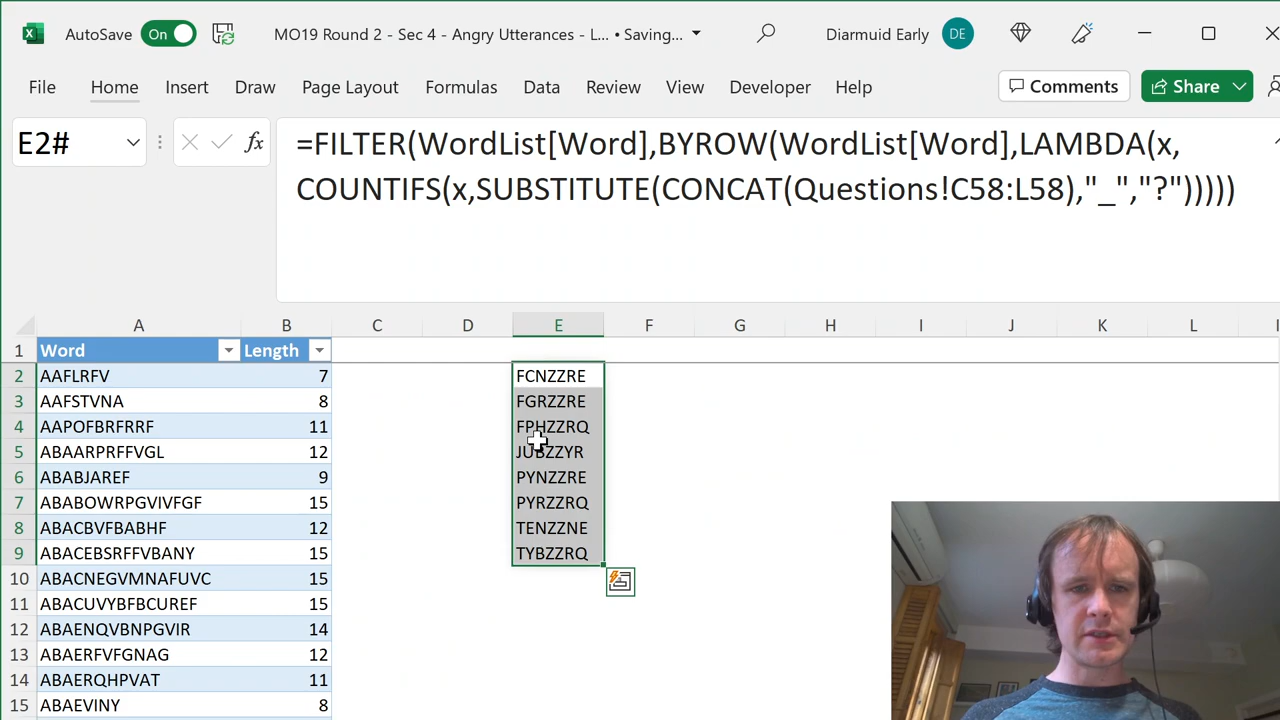 AutoSave On MO19 Round 2 - Sec 4 - Angry Utterances - L... • Saving... Diarmuid Early DE
File Home Insert Draw Page Layout Formulas Data Review View Developer Help Comments Share
E2# fx =FILTER(WordList[Word],BYROW(WordList[Word],LAMBDA(x,
COUNTIFS(x,SUBSTITUTE(CONCAT(Questions!C58:L58),"_","?")))))
A B C D E F G H I J K L
1 Word Length
2 AAFLRFV 7 FCNZZRE
3 AAFSTVNA 8 FGRZZRE
4 AAPOFBRFRRF 11 FPHZZRQ
5 ABAARPRFFVGL 12 JUBZZYR
6 ABABJAREF 9 PYNZZRE
7 ABABOWRPGVIVFGF 15 PYRZZRQ
8 ABACBVFBABHF 12 TENZZNE
9 ABACEBSRFFVBANY 15 TYBZZRQ
10 ABACNEGVMNAFUVC 15
11 ABACUVYBFBCUREF 15
12 ABAENQVBNPGVIR 14
13 ABAERFVFGNAG 12
14 ABAERQHPVAT 11
15 ABAEVINY 8